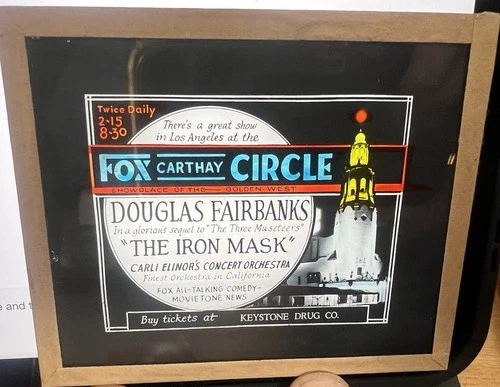 Twice Daily
2-15
8-30
There's a great show
in Los Angeles at the
FOX CARTHAY CIRCLE
SHOWPLACE OF THE GOLDEN WEST
DOUGLAS FAIRBANKS
In a glorious sequel to "The Three Musketeers"
"THE IRON MASK"
CARLI ELINOR'S CONCERT ORCHESTRA
Finest Orchestra in California
FOX ALL-TALKING COMEDY-
MOVIETONE NEWS
Buy tickets at KEYSTONE DRUG CO.
e and t